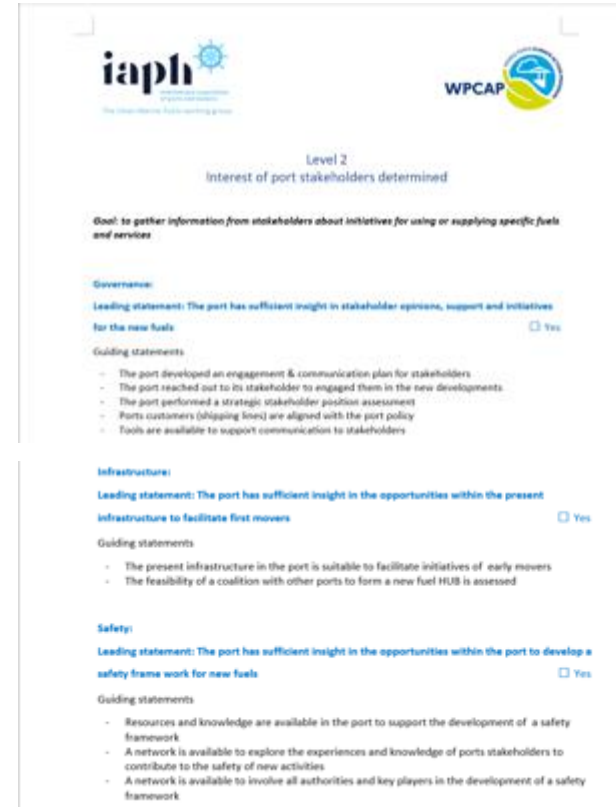 iaph
WPCAP
Level 2
Interest of port stakeholders determined
Goal: to gather information from stakeholders about initiatives for using or supplying specific fuels
and services
Governance:
Leading statement: The port has sufficient insight in stakeholder opinions, support and initiatives
for the new fuels ☐ Yes
Guiding statements
- The port developed an engagement & communication plan for stakeholders
- The port reached out to its stakeholder to engaged them in the new developments
- The port performed a strategic stakeholder position assessment
- Ports customers (shipping lines) are aligned with the port policy
- Tools are available to support communication to stakeholders
Infrastructure:
Leading statement: The port has sufficient insight in the opportunities within the present
infrastructure to facilitate first movers ☐ Yes
Guiding statements
- The present infrastructure in the port is suitable to facilitate initiatives of early movers
- The feasibility of a coalition with other ports to form a new fuel HUB is assessed
Safety:
Leading statement: The port has sufficient insight in the opportunities within the port to develop a
safety frame work for new fuels ☐ Yes
Guiding statements
- Resources and knowledge are available in the port to support the development of a safety
framework
- A network is available to explore the experiences and knowledge of ports stakeholders to
contribute to the safety of new activities
- A network is available to involve all authorities and key players in the development of a safety
framework